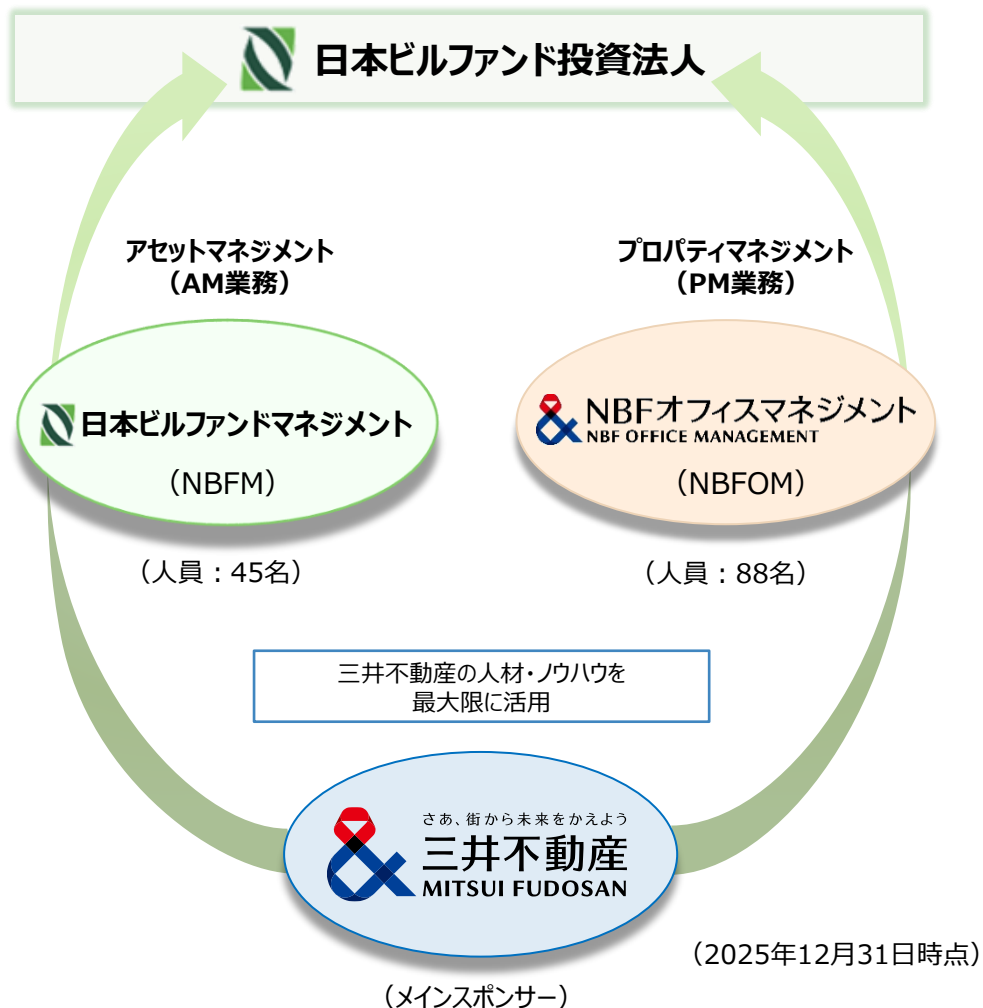 日本ビルファンド投資法人
アセットマネジメント
（AM業務）
プロパティマネジメント
（PM業務）
日本ビルファンドマネジメント
（NBFM）
NBFオフィスマネジメント
NBF OFFICE MANAGEMENT
（NBFOM）
（人員：45名）
（人員：88名）
三井不動産の人材・ノウハウを
最大限に活用
さあ、街から未来をかえよう
三井不動産
MITSUI FUDOSAN
（2025年12月31日時点）
（メインスポンサー）